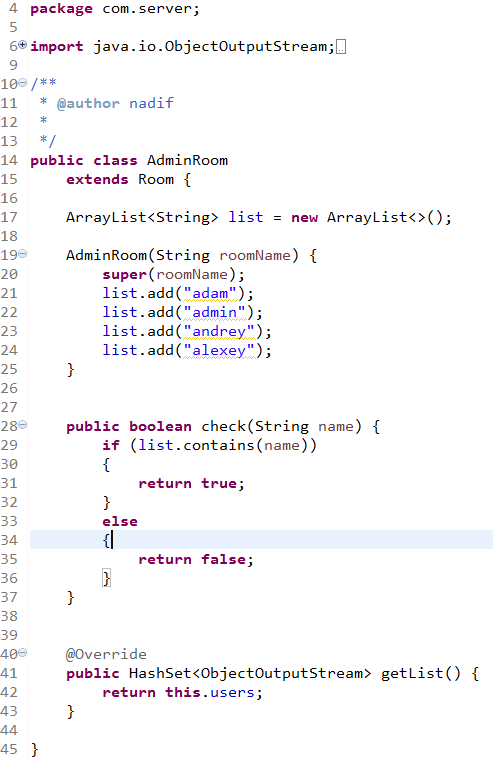 4 package com.server;
5
6 import java.io.ObjectOutputStream;
9
10 /**
11  * @author nadif
12  *
13  */
14 public class AdminRoom
15     extends Room {
16
17     ArrayList<String> list = new ArrayList<>();
18
19     AdminRoom(String roomName) {
20         super(roomName);
21         list.add("adam");
22         list.add("admin");
23         list.add("andrey");
24         list.add("alexey");
25     }
26
27
28     public boolean check(String name) {
29         if (list.contains(name))
30         {
31             return true;
32         }
33         else
34         {
35             return false;
36         }
37     }
38
39
40     @Override
41     public HashSet<ObjectOutputStream> getList() {
42         return this.users;
43     }
44
45 }